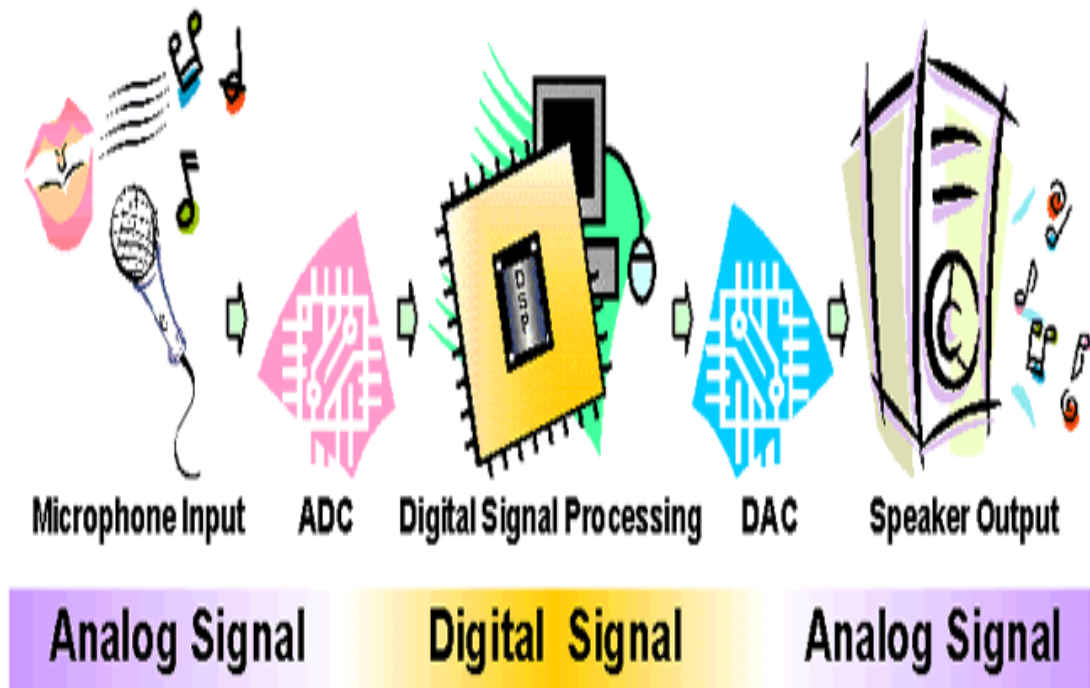 DSP
Microphone Input ADC Digital Signal Processing DAC Speaker Output
Analog Signal Digital Signal Analog Signal